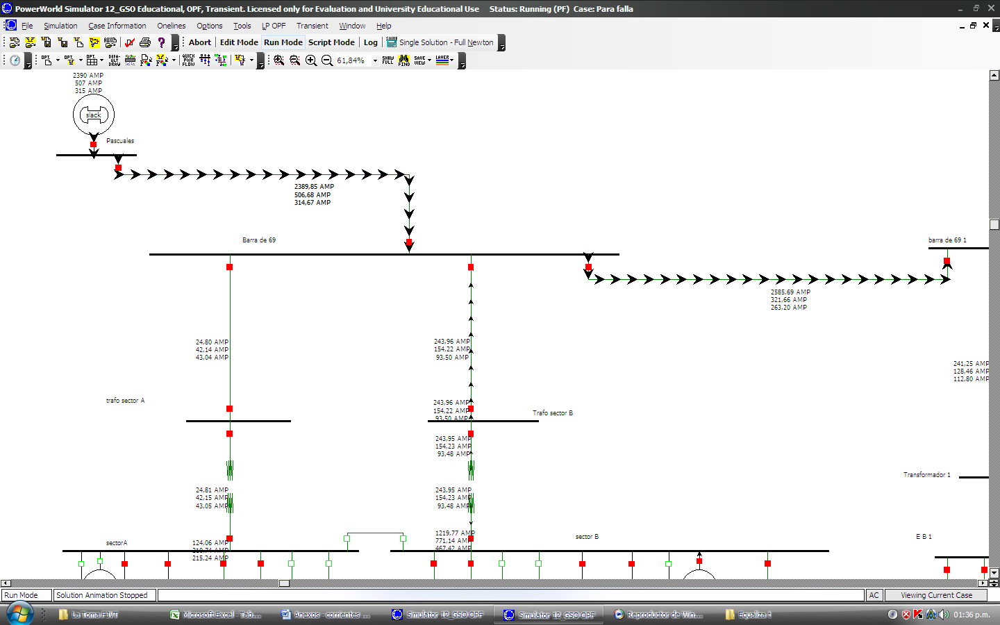 PowerWorld Simulator 12_GSO Educational, OPF, Transient. Licensed only for Evaluation and University Educational Use Status: Running (PF) Case: Para falla
File Simulation Case Information Onelines Options Tools LP OPF Transient Window Help
Abort Edit Mode Run Mode Script Mode Log Single Solution - Full Newton
61,84%
2390 AMP
507 AMP
315 AMP
slack
Pascuales
2389,85 AMP
506,68 AMP
314,67 AMP
Barra de 69
barra de 69 1
2585,69 AMP
321,66 AMP
263,20 AMP
24,80 AMP
42,14 AMP
43,04 AMP
243,96 AMP
154,22 AMP
93,50 AMP
241,25 AMP
128,46 AMP
112,80 AMP
trafo sector A
243,96 AMP
154,22 AMP
93,50 AMP
Trafo sector B
243,95 AMP
154,23 AMP
93,48 AMP
Transformador 1
24,81 AMP
42,15 AMP
43,05 AMP
243,95 AMP
154,23 AMP
93,48 AMP
sectorA
124,06 AMP
215,24 AMP
1219,77 AMP
771,14 AMP
467,42 AMP
sector B
E B 1
Run Mode Solution Animation Stopped AC Viewing Current Case
La Toma FJVT Microsoft Excel - Tab... Anexos - corrientes ... Simulator 12_GSO OPF Simulator 12_GSO OPF Reproductor de Win... Equaliza t 01:36 p.m.